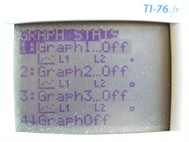 TI-76.fr
GRAPH STATS
1:Graph1...Off
L1 L2
2:Graph2...Off
L1 L2
3:Graph3...Off
L1 L2
4↓GraphOff